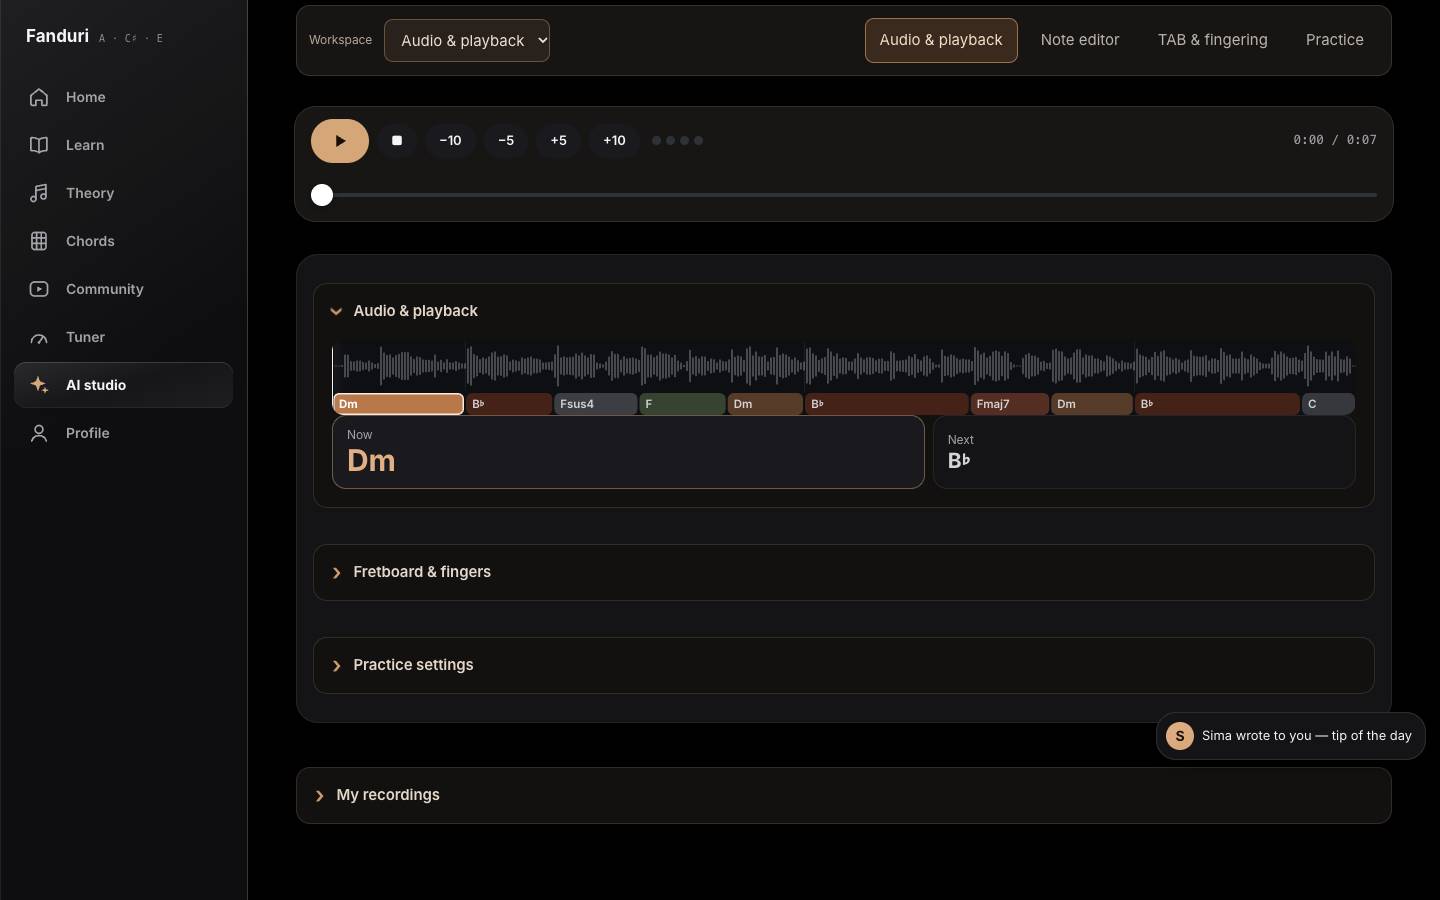 Fanduri A · C♯ · E
Home
Learn
Theory
Chords
Community
Tuner
AI studio
Profile
Workspace Audio & playback
Audio & playback Note editor TAB & fingering Practice
−10 −5 +5 +10 0:00 / 0:07
Audio & playback
Dm B♭ Fsus4 F Dm B♭ Fmaj7 Dm B♭ C
Now
Dm
Next
B♭
Fretboard & fingers
Practice settings
S Sima wrote to you — tip of the day
My recordings